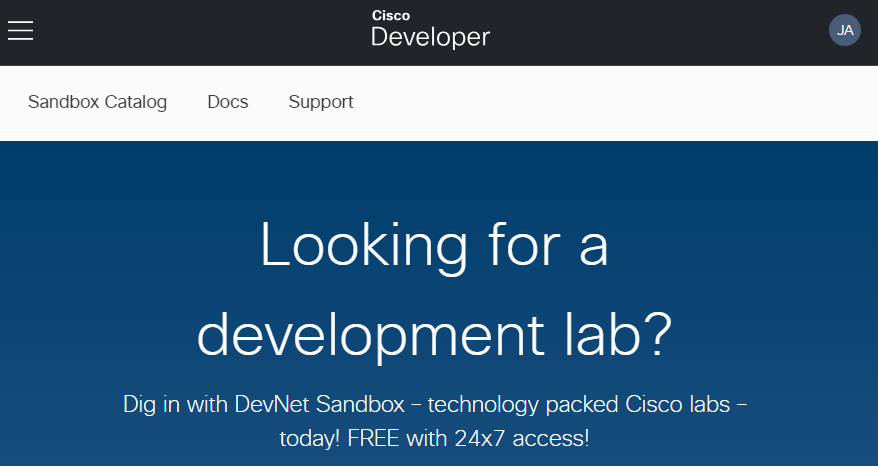 Cisco
Developer
JA
Sandbox Catalog Docs Support
Looking for a
development lab?
Dig in with DevNet Sandbox – technology packed Cisco labs –
today! FREE with 24x7 access!